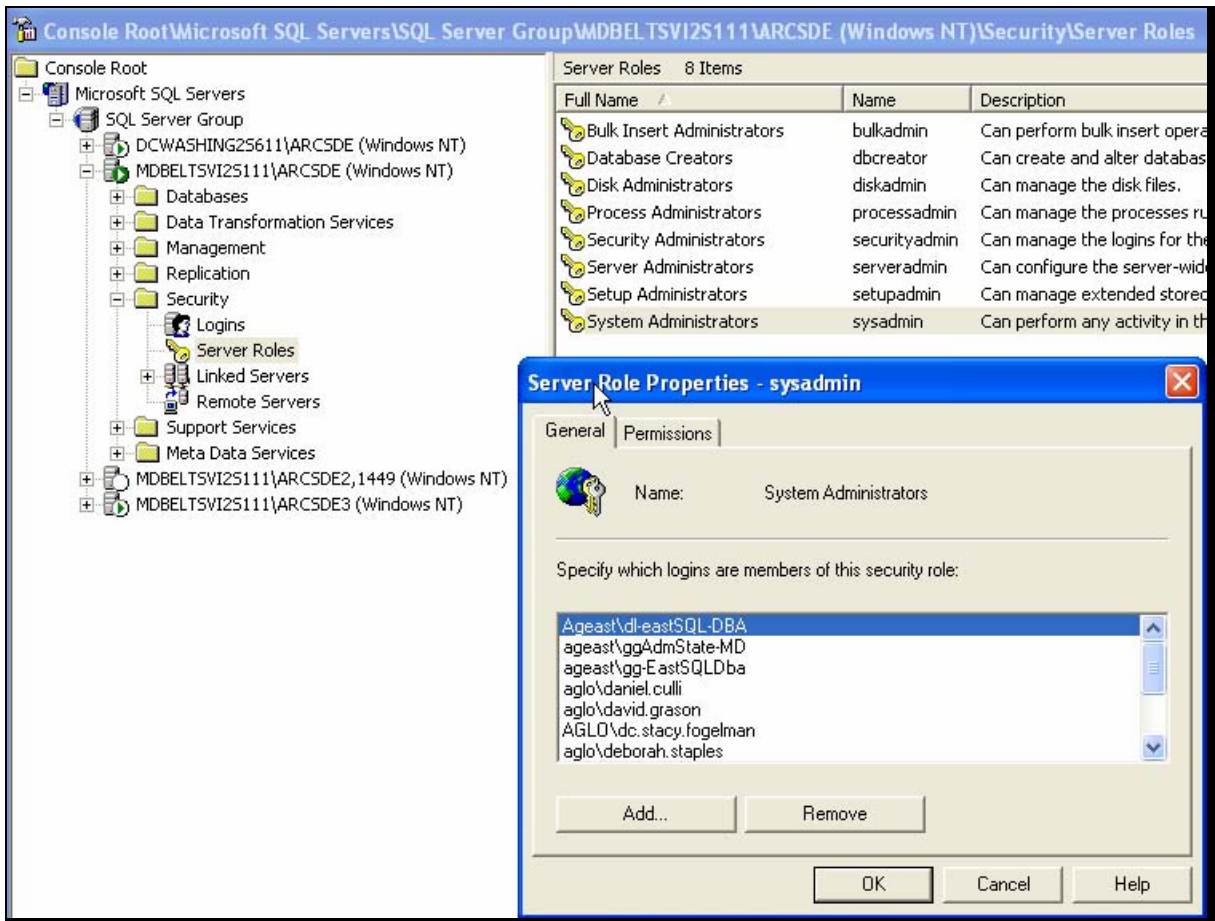 Console Root\Microsoft SQL Servers\SQL Server Group\MDBELTSVI2S111\ARCSDE (Windows NT)\Security\Server Roles
Console Root
Microsoft SQL Servers
SQL Server Group
DCWASHING2S611\ARCSDE (Windows NT)
MDBELTSVI2S111\ARCSDE (Windows NT)
Databases
Data Transformation Services
Management
Replication
Security
Logins
Server Roles
Linked Servers
Remote Servers
Support Services
Meta Data Services
MDBELTSVI2S111\ARCSDE2,1449 (Windows NT)
MDBELTSVI2S111\ARCSDE3 (Windows NT)
Server Roles 8 Items
Full Name Name Description
Bulk Insert Administrators bulkadmin Can perform bulk insert opera
Database Creators dbcreator Can create and alter databas
Disk Administrators diskadmin Can manage the disk files.
Process Administrators processadmin Can manage the processes ru
Security Administrators securityadmin Can manage the logins for the
Server Administrators serveradmin Can configure the server-wid
Setup Administrators setupadmin Can manage extended stored
System Administrators sysadmin Can perform any activity in th
Server Role Properties - sysadmin
General Permissions
Name: System Administrators
Specify which logins are members of this security role:
Ageast\dl-eastSQL-DBA
ageast\ggAdmState-MD
ageast\gg-EastSQLDba
aglo\daniel.culli
aglo\david.grason
AGLO\dc.stacy.fogelman
aglo\deborah.staples
Add... Remove
OK Cancel Help